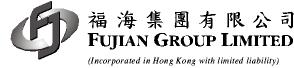 福海集團有限公司
FUJIAN GROUP LIMITED
(Incorporated in Hong Kong with limited liability)